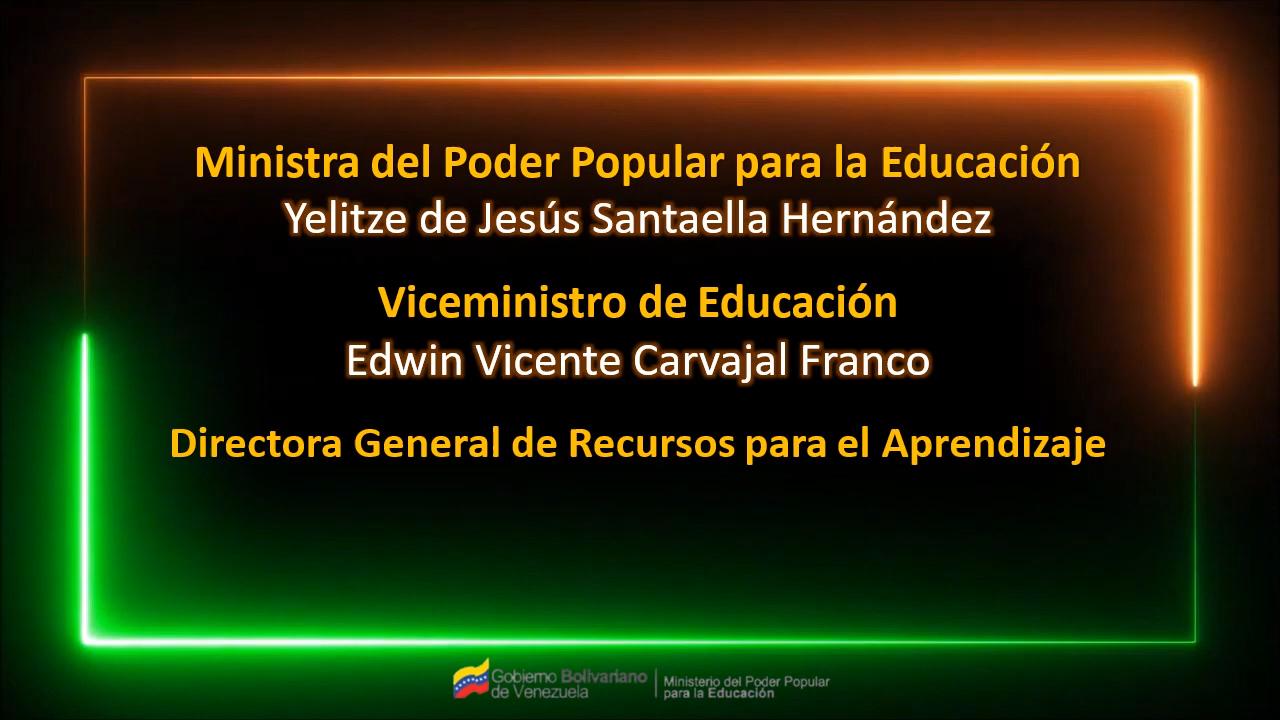 Ministra del Poder Popular para la Educación
Yelitze de Jesús Santaella Hernández
Viceministro de Educación
Edwin Vicente Carvajal Franco
Directora General de Recursos para el Aprendizaje
Gobierno Bolivariano
de Venezuela
Ministerio del Poder Popular
para la Educación